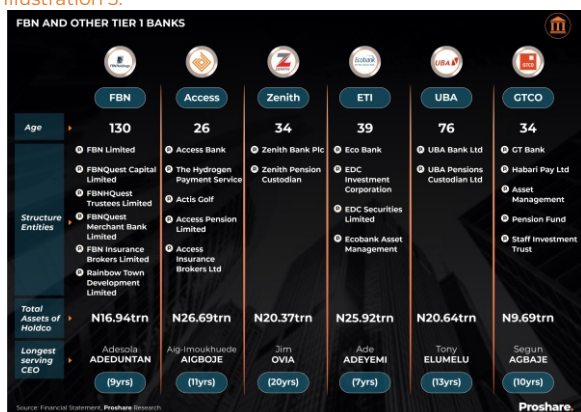 Illustration 3:
FBN AND OTHER TIER 1 BANKS
FBNHoldings
Zenith
Ecobank
UBA
GTCO
FBN
Access
Zenith
ETI
UBA
GTCO
Age
130
26
34
39
76
34
Structure
Entities
FBN Limited
FBNQuest Capital
Limited
FBNHQuest
Trustees Limited
FBNQuest
Merchant Bank
Limited
FBN Insurance
Brokers Limited
Rainbow Town
Development
Limited
Access Bank
The Hydrogen
Payment Service
Actis Golf
Access Pension
Limited
Access
Insurance
Brokers Ltd
Zenith Bank Plc
Zenith Pension
Custodian
Eco Bank
EDC
Investment
Corporation
EDC Securities
Limited
Ecobank Asset
Management
UBA Bank Ltd
UBA Pensions
Custodian Ltd
GT Bank
Habari Pay Ltd
Asset
Management
Pension Fund
Staff Investment
Trust
Total
Assets of
Holdco
N16.94trn
N26.69trn
N20.37trn
N25.92trn
N20.64trn
N9.69trn
Longest
serving
CEO
Adesola
ADEDUNTAN
(9yrs)
Aig-Imoukhuede
AIGBOJE
(11yrs)
Jim
OVIA
(20yrs)
Ade
ADEYEMI
(7yrs)
Tony
ELUMELU
(13yrs)
Segun
AGBAJE
(10yrs)
Source: Financial Statement, Proshare Research
Proshare.